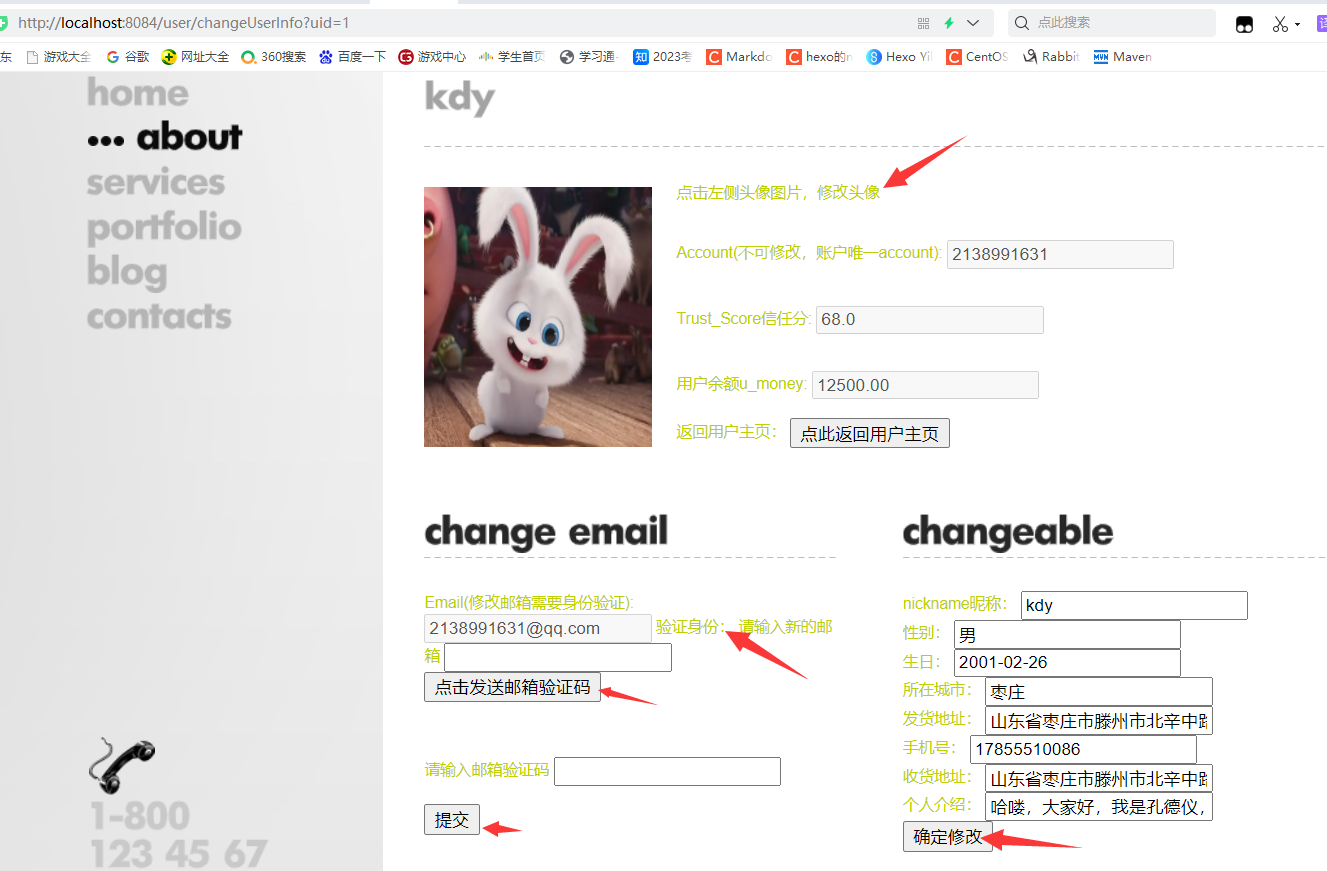 http://localhost:8084/user/changeUserInfo?uid=1
点此搜索
东 游戏大全 谷歌 网址大全 360搜索 百度一下 游戏中心 学生首页 学习通- 2023考 Markdo hexo的n Hexo Yi CentOS Rabbit Maven
home
••• about
services
portfolio
blog
contacts
1-800
123 45 67
kdy
点击左侧头像图片，修改头像
Account(不可修改，账户唯一account): 2138991631
Trust_Score信任分: 68.0
用户余额u_money: 12500.00
返回用户主页： 点此返回用户主页
change email
Email(修改邮箱需要身份验证):
2138991631@qq.com 验证身份： 请输入新的邮
箱
点击发送邮箱验证码
请输入邮箱验证码
提交
changeable
nickname昵称： kdy
性别： 男
生日： 2001-02-26
所在城市： 枣庄
发货地址： 山东省枣庄市滕州市北辛中路
手机号： 17855510086
收货地址： 山东省枣庄市滕州市北辛中路
个人介绍： 哈喽，大家好，我是孔德仪，
确定修改